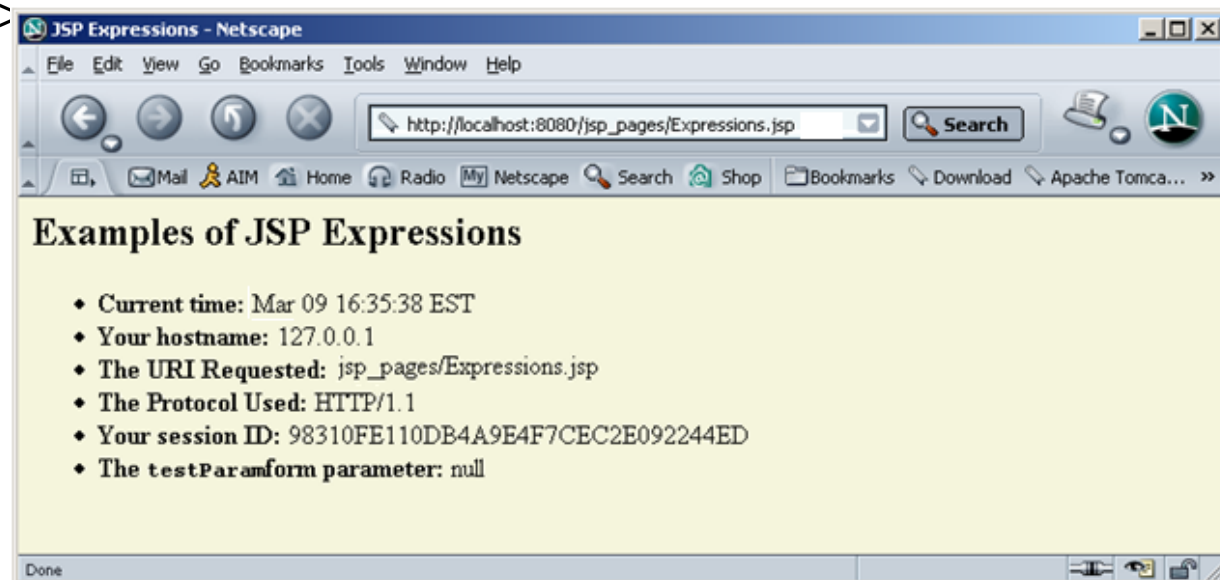 >
JSP Expressions - Netscape
File Edit View Go Bookmarks Tools Window Help
http://localhost:8080/jsp_pages/Expressions.jsp Search N
Mail AIM Home Radio My Netscape Search Shop Bookmarks Download Apache Tomca... »
Examples of JSP Expressions
• Current time: Mar 09 16:35:38 EST
• Your hostname: 127.0.0.1
• The URI Requested: jsp_pages/Expressions.jsp
• The Protocol Used: HTTP/1.1
• Your session ID: 98310FE110DB4A9E4F7CEC2E092244ED
• The testParamform parameter: null
Done